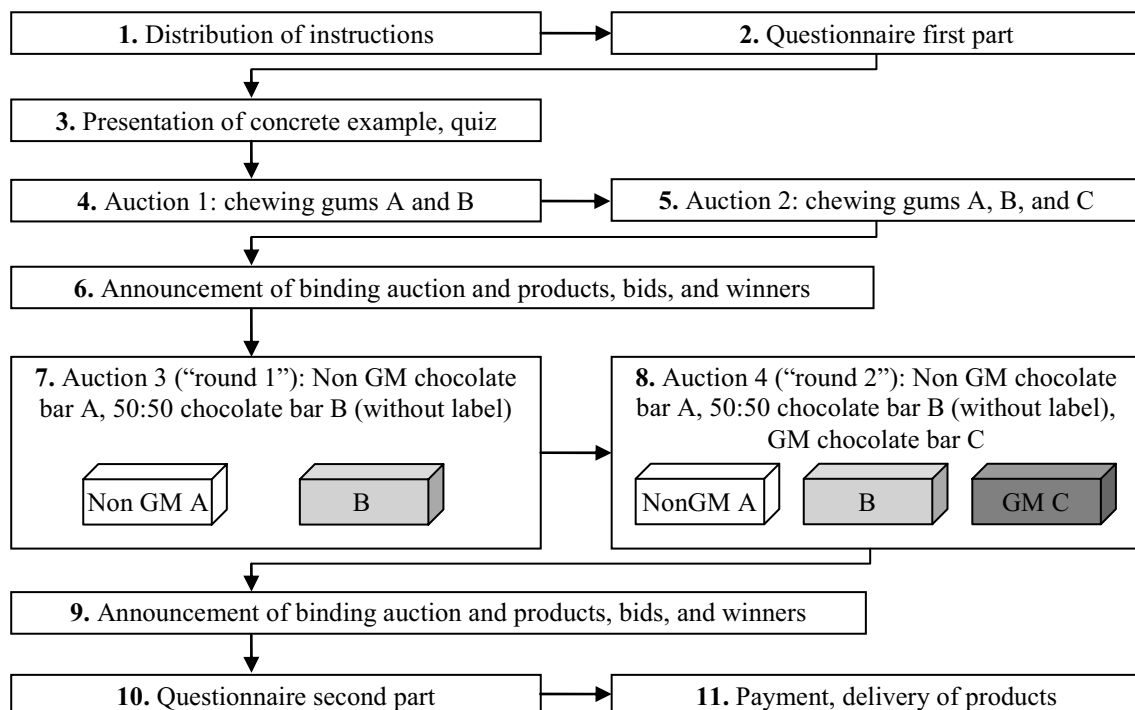 1. Distribution of instructions
2. Questionnaire first part
3. Presentation of concrete example, quiz
4. Auction 1: chewing gums A and B
5. Auction 2: chewing gums A, B, and C
6. Announcement of binding auction and products, bids, and winners
7. Auction 3 (“round 1”): Non GM chocolate
bar A, 50:50 chocolate bar B (without label)
Non GM A
B
8. Auction 4 (“round 2”): Non GM chocolate
bar A, 50:50 chocolate bar B (without label),
GM chocolate bar C
NonGM A
B
GM C
9. Announcement of binding auction and products, bids, and winners
10. Questionnaire second part
11. Payment, delivery of products